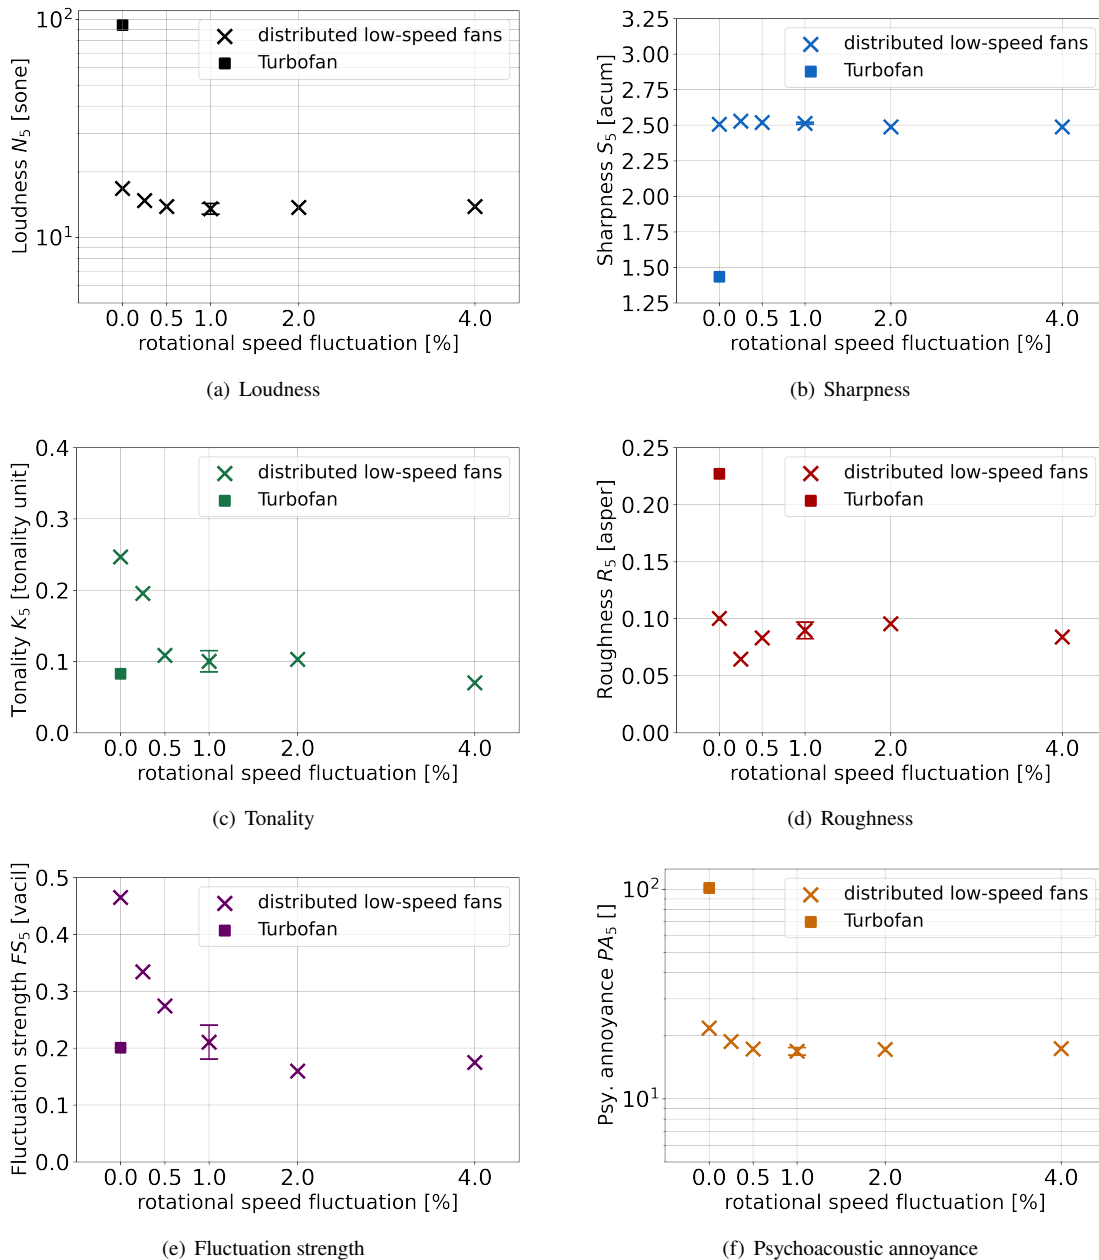 10²
10¹
Loudness N₅ [sone]
distributed low-speed fans
Turbofan
0.0 0.5 1.0 2.0 4.0
rotational speed fluctuation [%]
(a) Loudness
3.25
3.00
2.75
2.50
2.25
2.00
1.75
1.50
1.25
Sharpness S₅ [acum]
distributed low-speed fans
Turbofan
0.0 0.5 1.0 2.0 4.0
rotational speed fluctuation [%]
(b) Sharpness
0.4
0.3
0.2
0.1
0.0
Tonality K₅ [tonality unit]
distributed low-speed fans
Turbofan
0.0 0.5 1.0 2.0 4.0
rotational speed fluctuation [%]
(c) Tonality
0.25
0.20
0.15
0.10
0.05
0.00
Roughness R₅ [asper]
distributed low-speed fans
Turbofan
0.0 0.5 1.0 2.0 4.0
rotational speed fluctuation [%]
(d) Roughness
0.5
0.4
0.3
0.2
0.1
0.0
Fluctuation strength FS₅ [vacil]
distributed low-speed fans
Turbofan
0.0 0.5 1.0 2.0 4.0
rotational speed fluctuation [%]
(e) Fluctuation strength
10²
10¹
Psy. annoyance PA₅ []
distributed low-speed fans
Turbofan
0.0 0.5 1.0 2.0 4.0
rotational speed fluctuation [%]
(f) Psychoacoustic annoyance